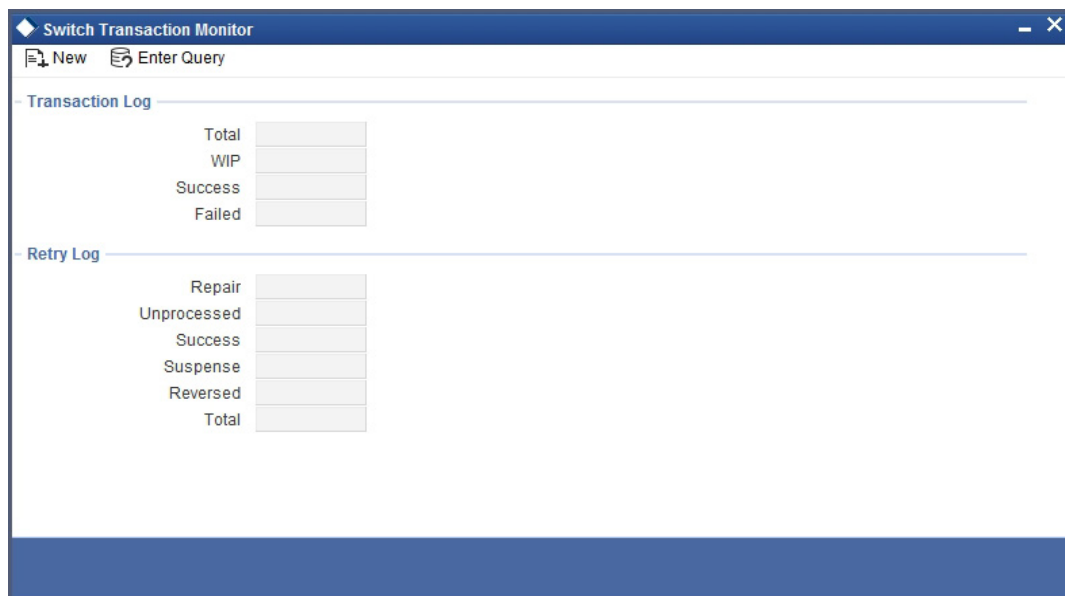 Switch Transaction Monitor
New Enter Query
Transaction Log
Total
WIP
Success
Failed
Retry Log
Repair
Unprocessed
Success
Suspense
Reversed
Total